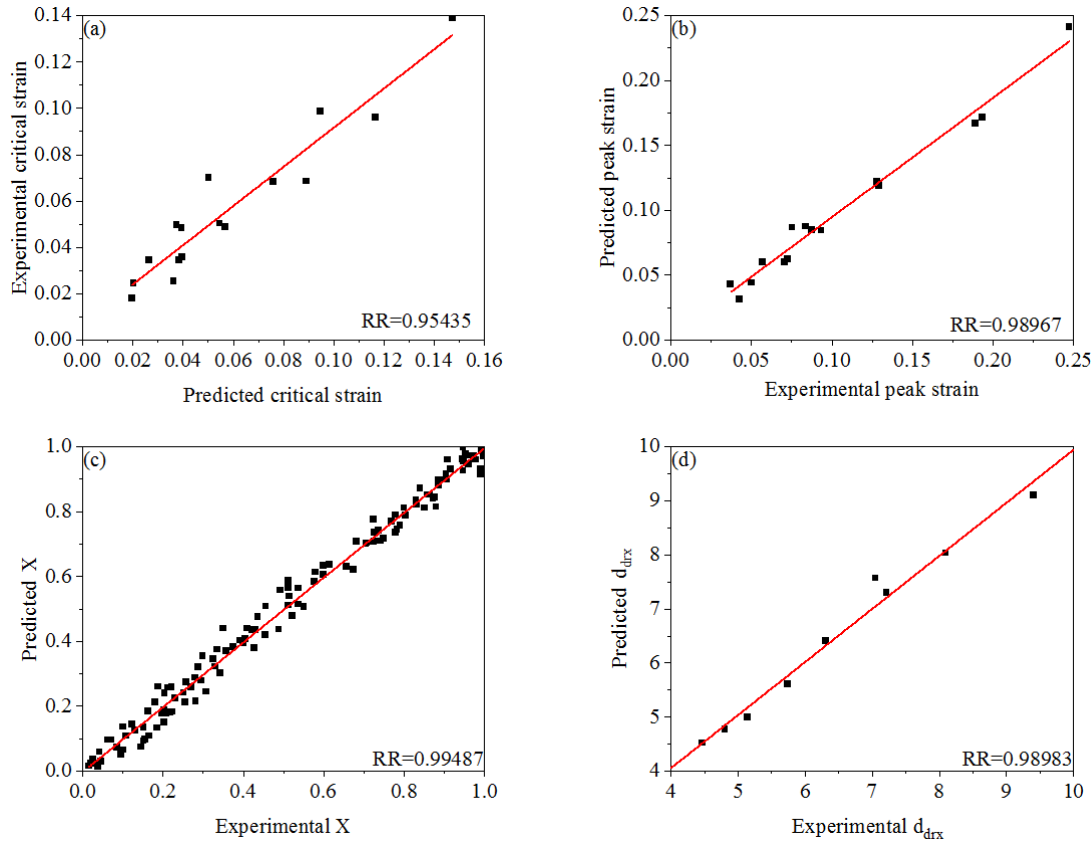 (a)
Experimental critical strain
0.14
0.12
0.10
0.08
0.06
0.04
0.02
0.00
RR=0.95435
0.00 0.02 0.04 0.06 0.08 0.10 0.12 0.14 0.16
Predicted critical strain
(b)
Predicted peak strain
0.25
0.20
0.15
0.10
0.05
0.00
RR=0.98967
0.00 0.05 0.10 0.15 0.20 0.25
Experimental peak strain
(c)
Predicted X
1.0
0.8
0.6
0.4
0.2
0.0
RR=0.99487
0.0 0.2 0.4 0.6 0.8 1.0
Experimental X
(d)
Predicted d_drx
10
9
8
7
6
5
4
RR=0.98983
4 5 6 7 8 9 10
Experimental d_drx